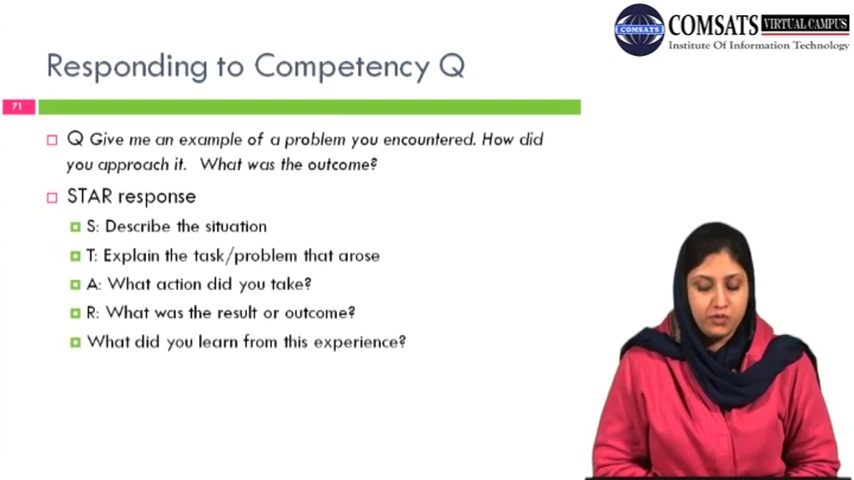 COMSATS VIRTUAL CAMPUS
COMSATS
Institute Of Information Technology
Responding to Competency Q
71
Q Give me an example of a problem you encountered. How did
you approach it. What was the outcome?
STAR response
S: Describe the situation
T: Explain the task/problem that arose
A: What action did you take?
R: What was the result or outcome?
What did you learn from this experience?